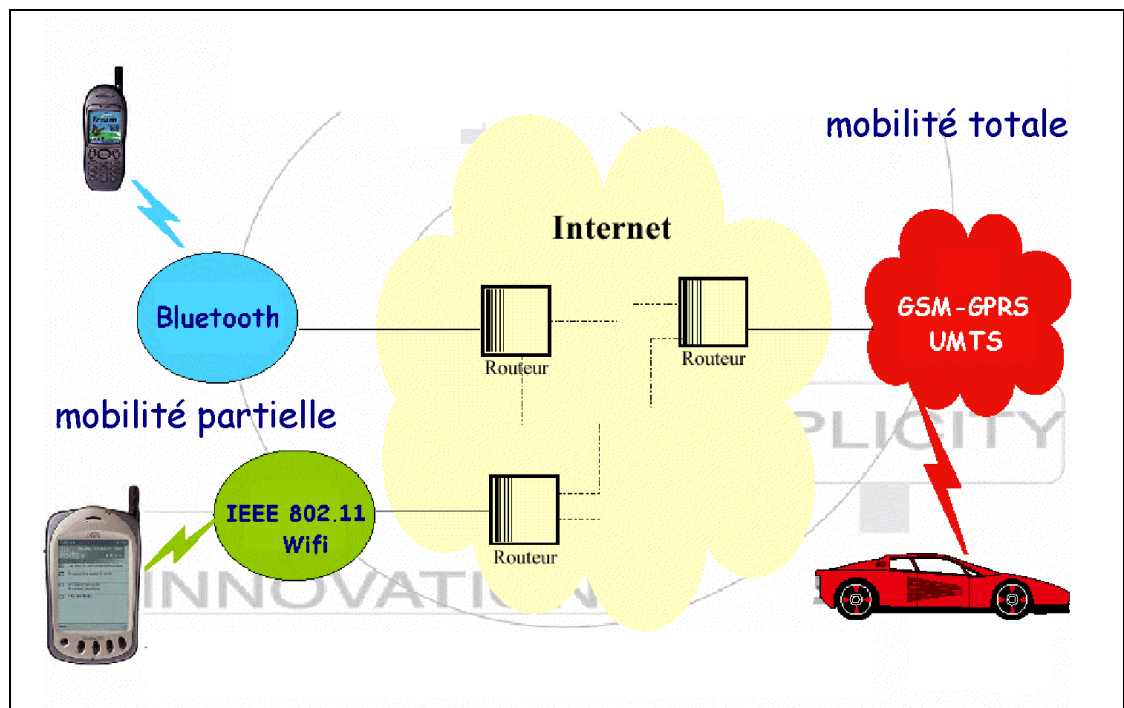 mobilité totale
Internet
Bluetooth
Routeur
Routeur
GSM-GPRS
UMTS
mobilité partielle
PLICITY
IEEE 802.11
Wifi
Routeur
INNOVATION